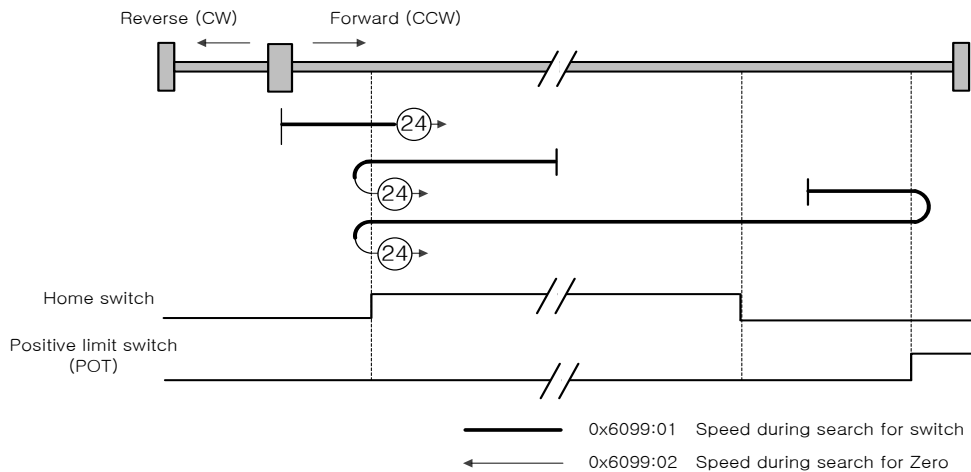 Reverse (CW) Forward (CCW)
24
24
24
Home switch
Positive limit switch
(POT)
0x6099:01 Speed during search for switch
0x6099:02 Speed during search for Zero